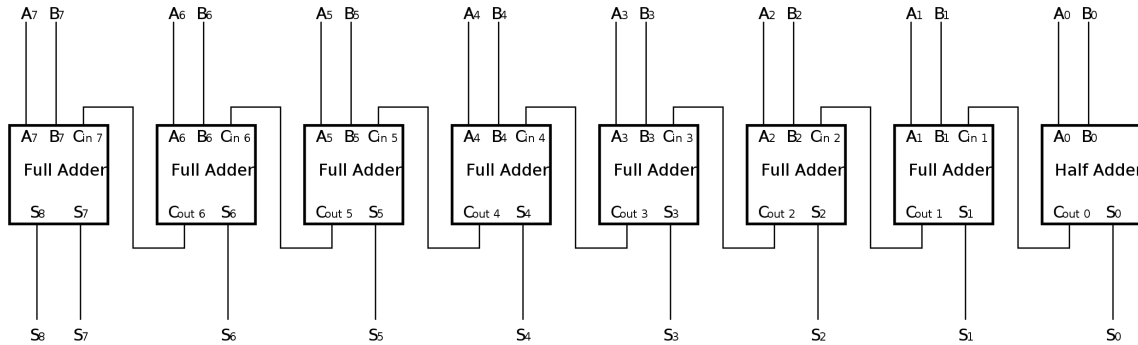 A7 B7 A6 B6 A5 B5 A4 B4 A3 B3 A2 B2 A1 B1 A0 B0
A7 B7 Cin 7 A6 B6 Cin 6 A5 B5 Cin 5 A4 B4 Cin 4 A3 B3 Cin 3 A2 B2 Cin 2 A1 B1 Cin 1 A0 B0
Full Adder Full Adder Full Adder Full Adder Full Adder Full Adder Full Adder Half Adder
S8 S7 Cout 6 S6 Cout 5 S5 Cout 4 S4 Cout 3 S3 Cout 2 S2 Cout 1 S1 Cout 0 S0
S8 S7 S6 S5 S4 S3 S2 S1 S0